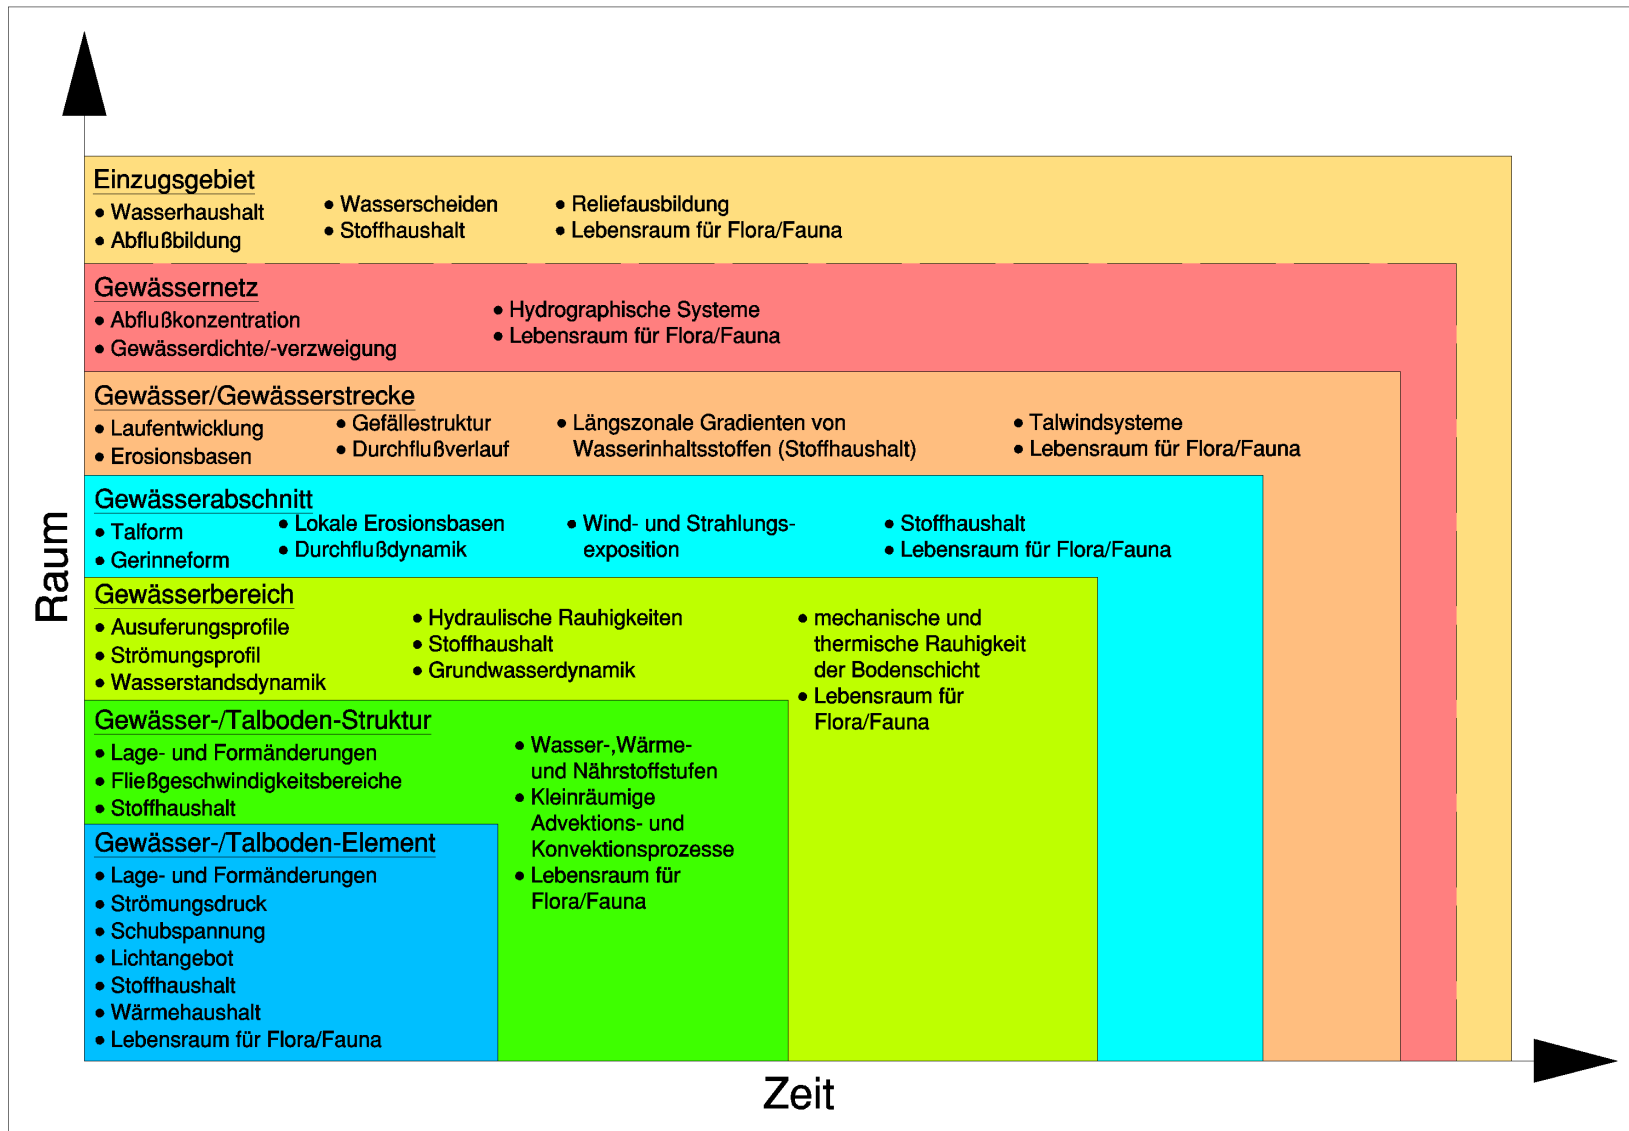 Einzugsgebiet
• Wasserhaushalt
• Abflußbildung
• Wasserscheiden
• Stoffhaushalt
• Reliefausbildung
• Lebensraum für Flora/Fauna
Gewässernetz
• Abflußkonzentration
• Gewässerdichte/-verzweigung
• Hydrographische Systeme
• Lebensraum für Flora/Fauna
Gewässer/Gewässerstrecke
• Laufentwicklung
• Erosionsbasen
• Gefällestruktur
• Durchflußverlauf
• Längszonale Gradienten von
Wasserinhaltsstoffen (Stoffhaushalt)
• Talwindsysteme
• Lebensraum für Flora/Fauna
Gewässerabschnitt
• Talform
• Gerinneform
• Lokale Erosionsbasen
• Durchflußdynamik
• Wind- und Strahlungs-
exposition
• Stoffhaushalt
• Lebensraum für Flora/Fauna
Gewässerbereich
• Ausuferungsprofile
• Strömungsprofil
• Wasserstandsdynamik
• Hydraulische Rauhigkeiten
• Stoffhaushalt
• Grundwasserdynamik
• mechanische und
thermische Rauhigkeit
der Bodenschicht
• Lebensraum für
Flora/Fauna
Gewässer-/Talboden-Struktur
• Lage- und Formänderungen
• Fließgeschwindigkeitsbereiche
• Stoffhaushalt
• Wasser-,Wärme-
und Nährstoffstufen
• Kleinräumige
Advektions- und
Konvektionsprozesse
• Lebensraum für
Flora/Fauna
Gewässer-/Talboden-Element
• Lage- und Formänderungen
• Strömungsdruck
• Schubspannung
• Lichtangebot
• Stoffhaushalt
• Wärmehaushalt
• Lebensraum für Flora/Fauna
Raum
Zeit